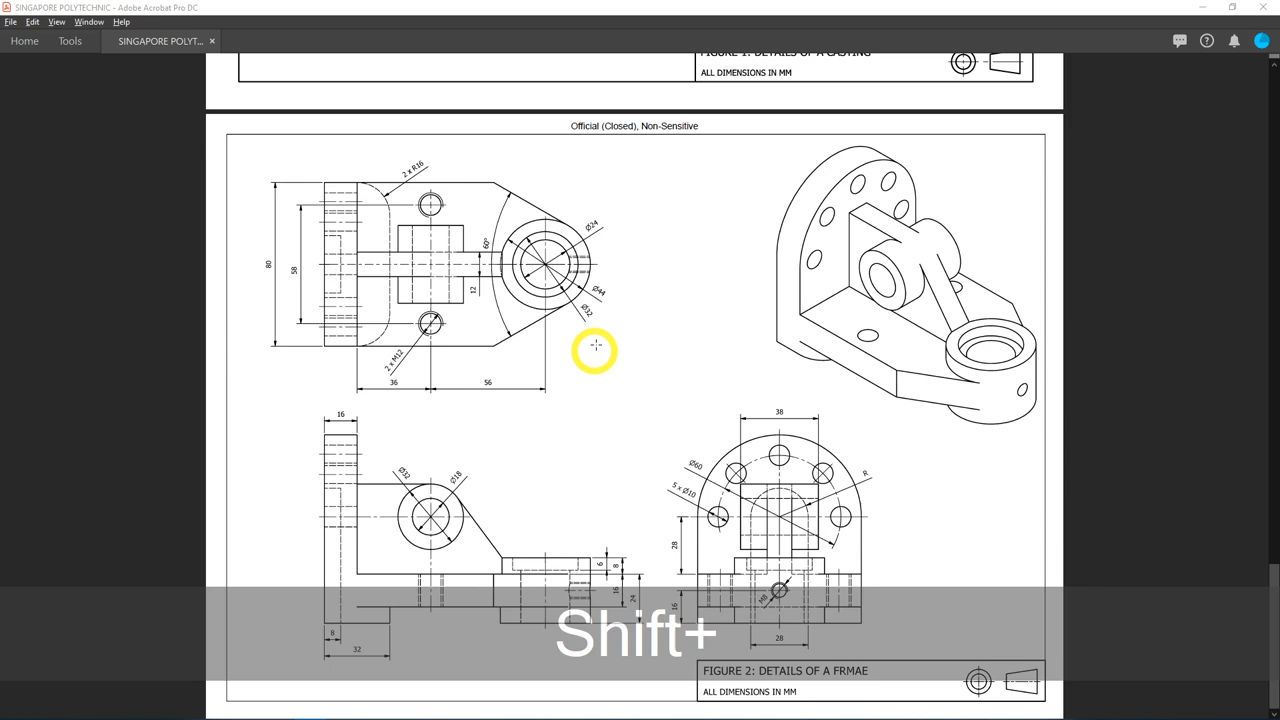 SINGAPORE POLYTECHNIC - Adobe Acrobat Pro DC
File Edit View Window Help
Home Tools SINGAPORE POLYT... ×
FIGURE 1: DETAILS OF A CASTING
ALL DIMENSIONS IN MM
Official (Closed), Non-Sensitive
2 x R16
80
58
60°
12
Ø24
Ø44
Ø32
2 x M12
36
56
16
Ø32
Ø18
6
8
16
24
8
32
38
Ø60
5 x Ø10
R
28
16
M8
28
Shift+
FIGURE 2: DETAILS OF A FRMAE
ALL DIMENSIONS IN MM